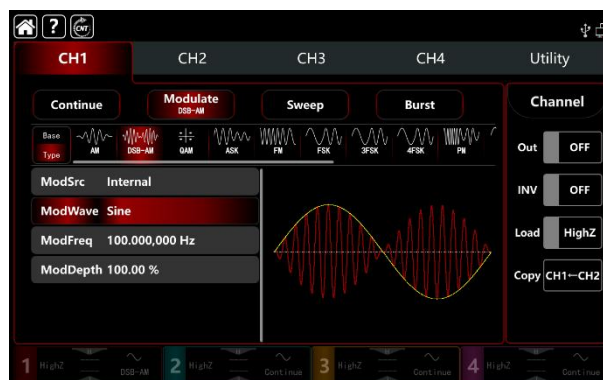 ? CNT
CH1 CH2 CH3 CH4 Utility
Continue Modulate Sweep Burst Channel
DSB-AM
Base
Type AM DSB-AM QAM ASK FM FSK 3FSK 4FSK PM
Out OFF
ModSrc Internal
INV OFF
ModWave Sine
Load HighZ
ModFreq 100.000,000 Hz
ModDepth 100.00 %
Copy CH1←CH2
1 HighZ DSB-AM 2 HighZ Continue 3 HighZ Continue 4 HighZ Continue